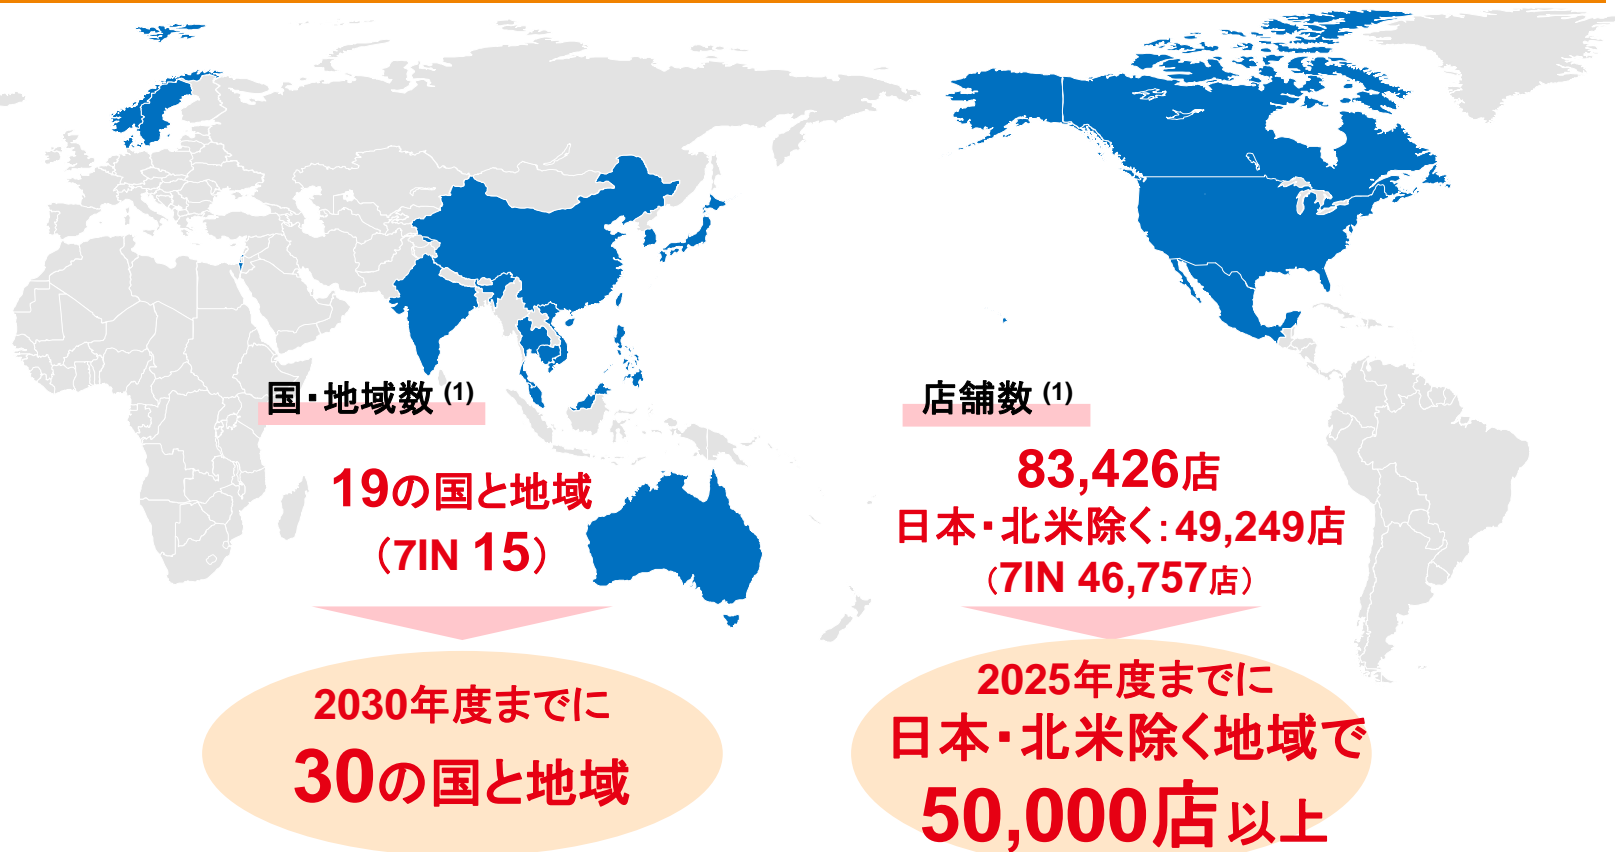 国・地域数 (1)
19の国と地域
（7IN 15）
2030年度までに
30の国と地域
店舗数 (1)
83,426店
日本・北米除く：49,249店
（7IN 46,757店）
2025年度までに
日本・北米除く地域で
50,000店以上